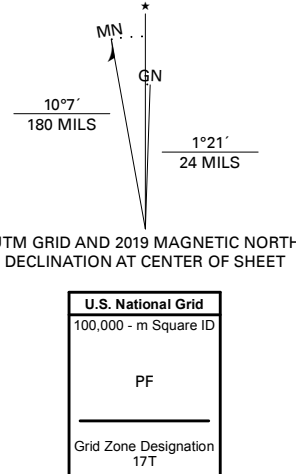 MN
GN
10°7´
180 MILS
1°21´
24 MILS
UTM GRID AND 2019 MAGNETIC NORTH
DECLINATION AT CENTER OF SHEET
U.S. National Grid
100,000 - m Square ID
PF
Grid Zone Designation
17T